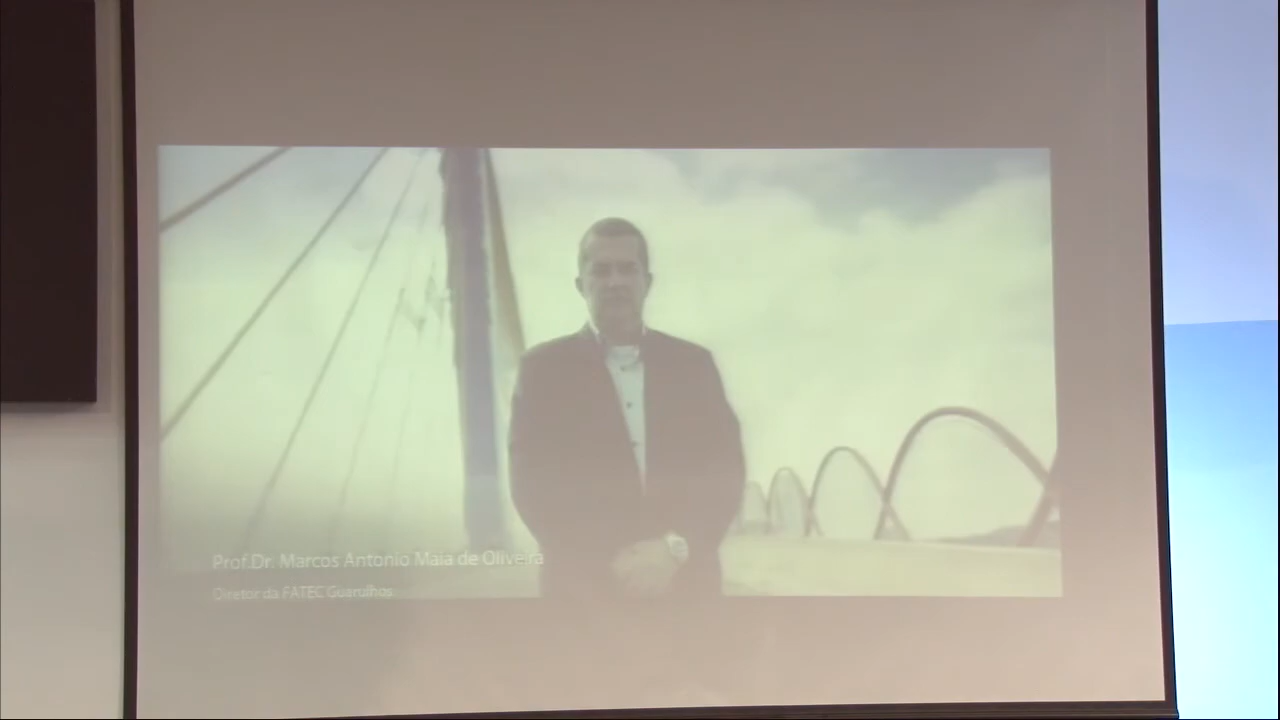 Prof.Dr. Marcos Antonio Maia de Oliveira
Diretor da FATEC Guarulhos